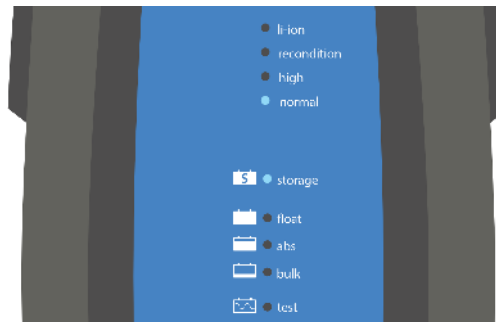 li-ion
recondition
high
normal
S storage
float
abs
bulk
test